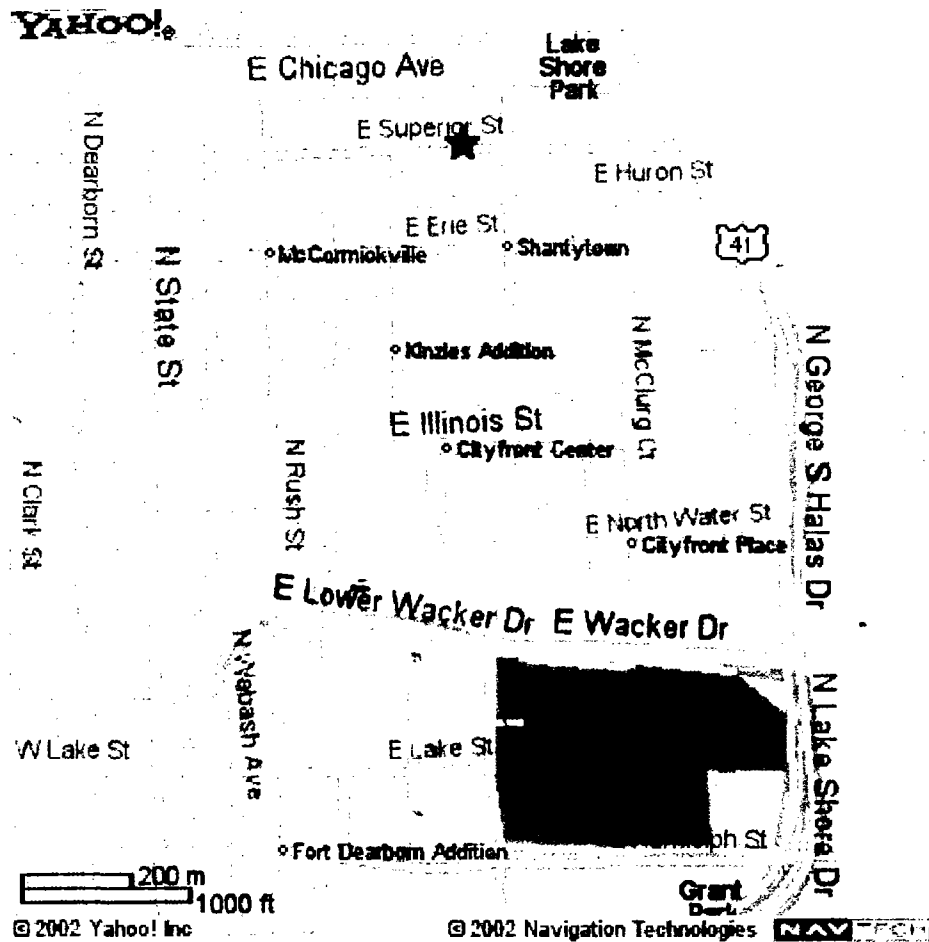 YAHOO!
E Chicago Ave
Lake
Shore
Park
E Superior St
N Dearborn St
E Huron St
E Erie St
McCormickville
Shantytown
41
N State St
Kinzies Addition
N McClurg Ct
N George S Halas Dr
E Illinois St
Cityfront Center
N Rush St
N Clark St
E North Water St
Cityfront Place
E Lower Wacker Dr
E Wacker Dr
N Wabash Ave
N Lake Shore Dr
W Lake St
E Lake St
ph St
Fort Dearborn Addition
200 m
1000 ft
Grant
© 2002 Yahoo! Inc
© 2002 Navigation Technologies
NAVTECH